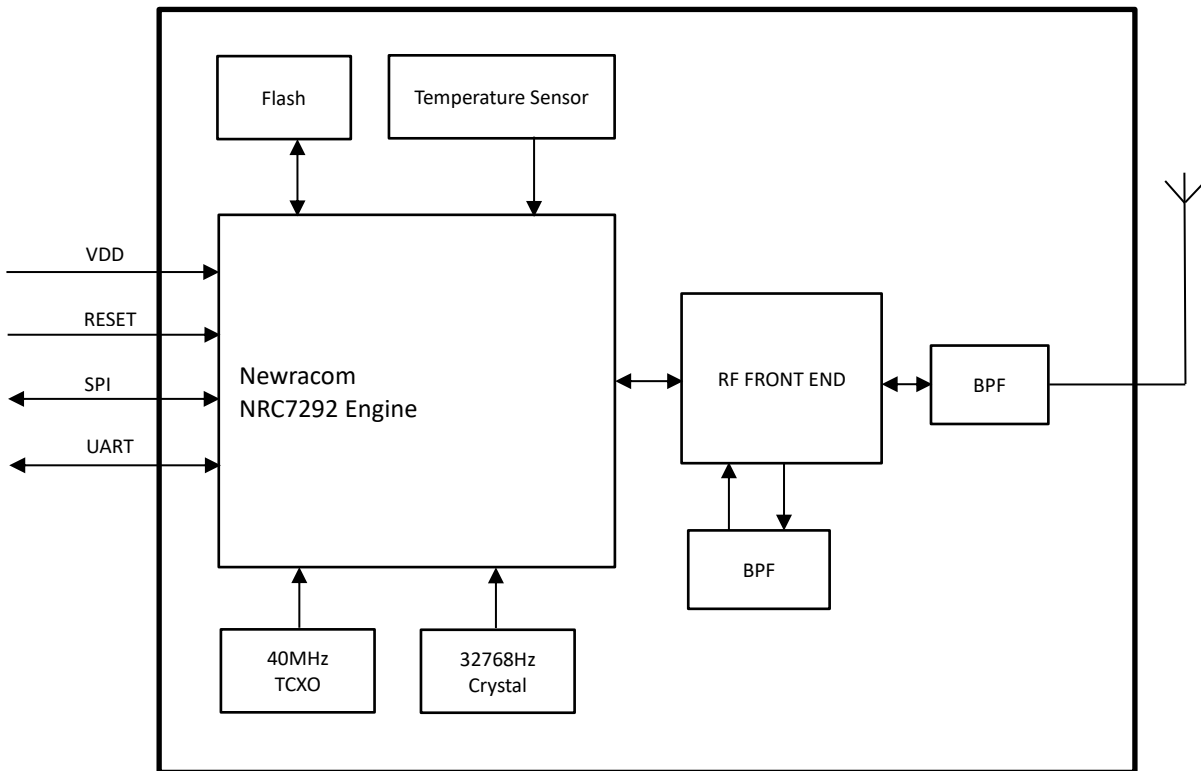 Flash
Temperature Sensor
VDD
RESET
SPI
UART
Newracom
NRC7292 Engine
RF FRONT END
BPF
BPF
40MHz
TCXO
32768Hz
Crystal